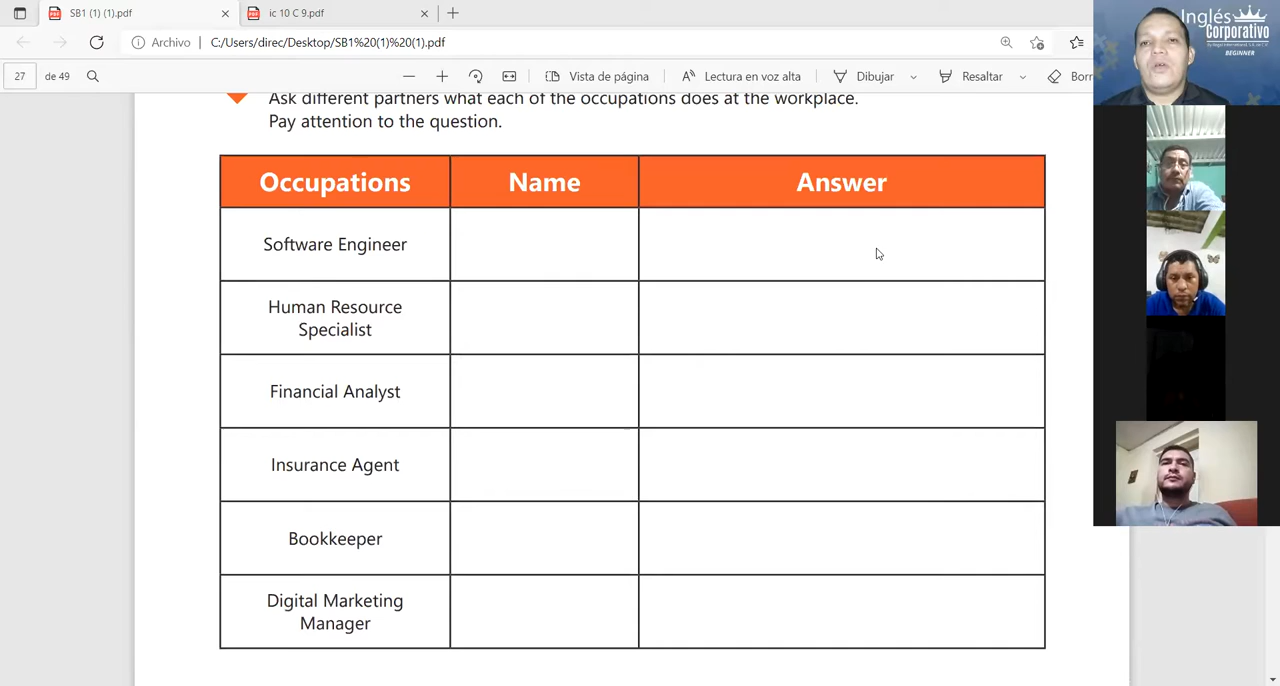 SB1 (1) (1).pdf
ic 10 C 9.pdf
Archivo
C:/Users/direc/Desktop/SB1%20(1)%20(1).pdf
27
de 49
Vista de página
Lectura en voz alta
Dibujar
Resaltar
Borr
Ask different partners what each of the occupations does at the workplace.
Pay attention to the question.
Occupations
Name
Answer
Software Engineer
Human Resource
Specialist
Financial Analyst
Insurance Agent
Bookkeeper
Digital Marketing
Manager
Inglés
Corporativo
BEGINNER